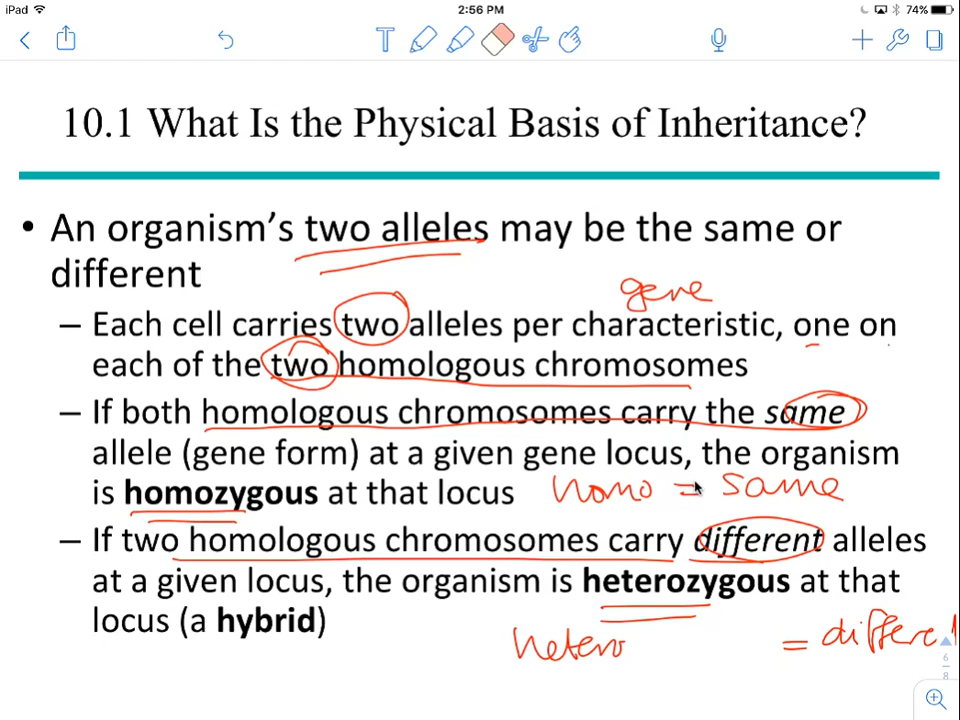 iPad 2:56 PM 74%
T
10.1 What Is the Physical Basis of Inheritance?
• An organism's two alleles may be the same or
different
gene
– Each cell carries two alleles per characteristic, one on
each of the two homologous chromosomes
– If both homologous chromosomes carry the same
allele (gene form) at a given gene locus, the organism
is homozygous at that locus homo = same
– If two homologous chromosomes carry different alleles
at a given locus, the organism is heterozygous at that
locus (a hybrid)
hetero = differe
6
8